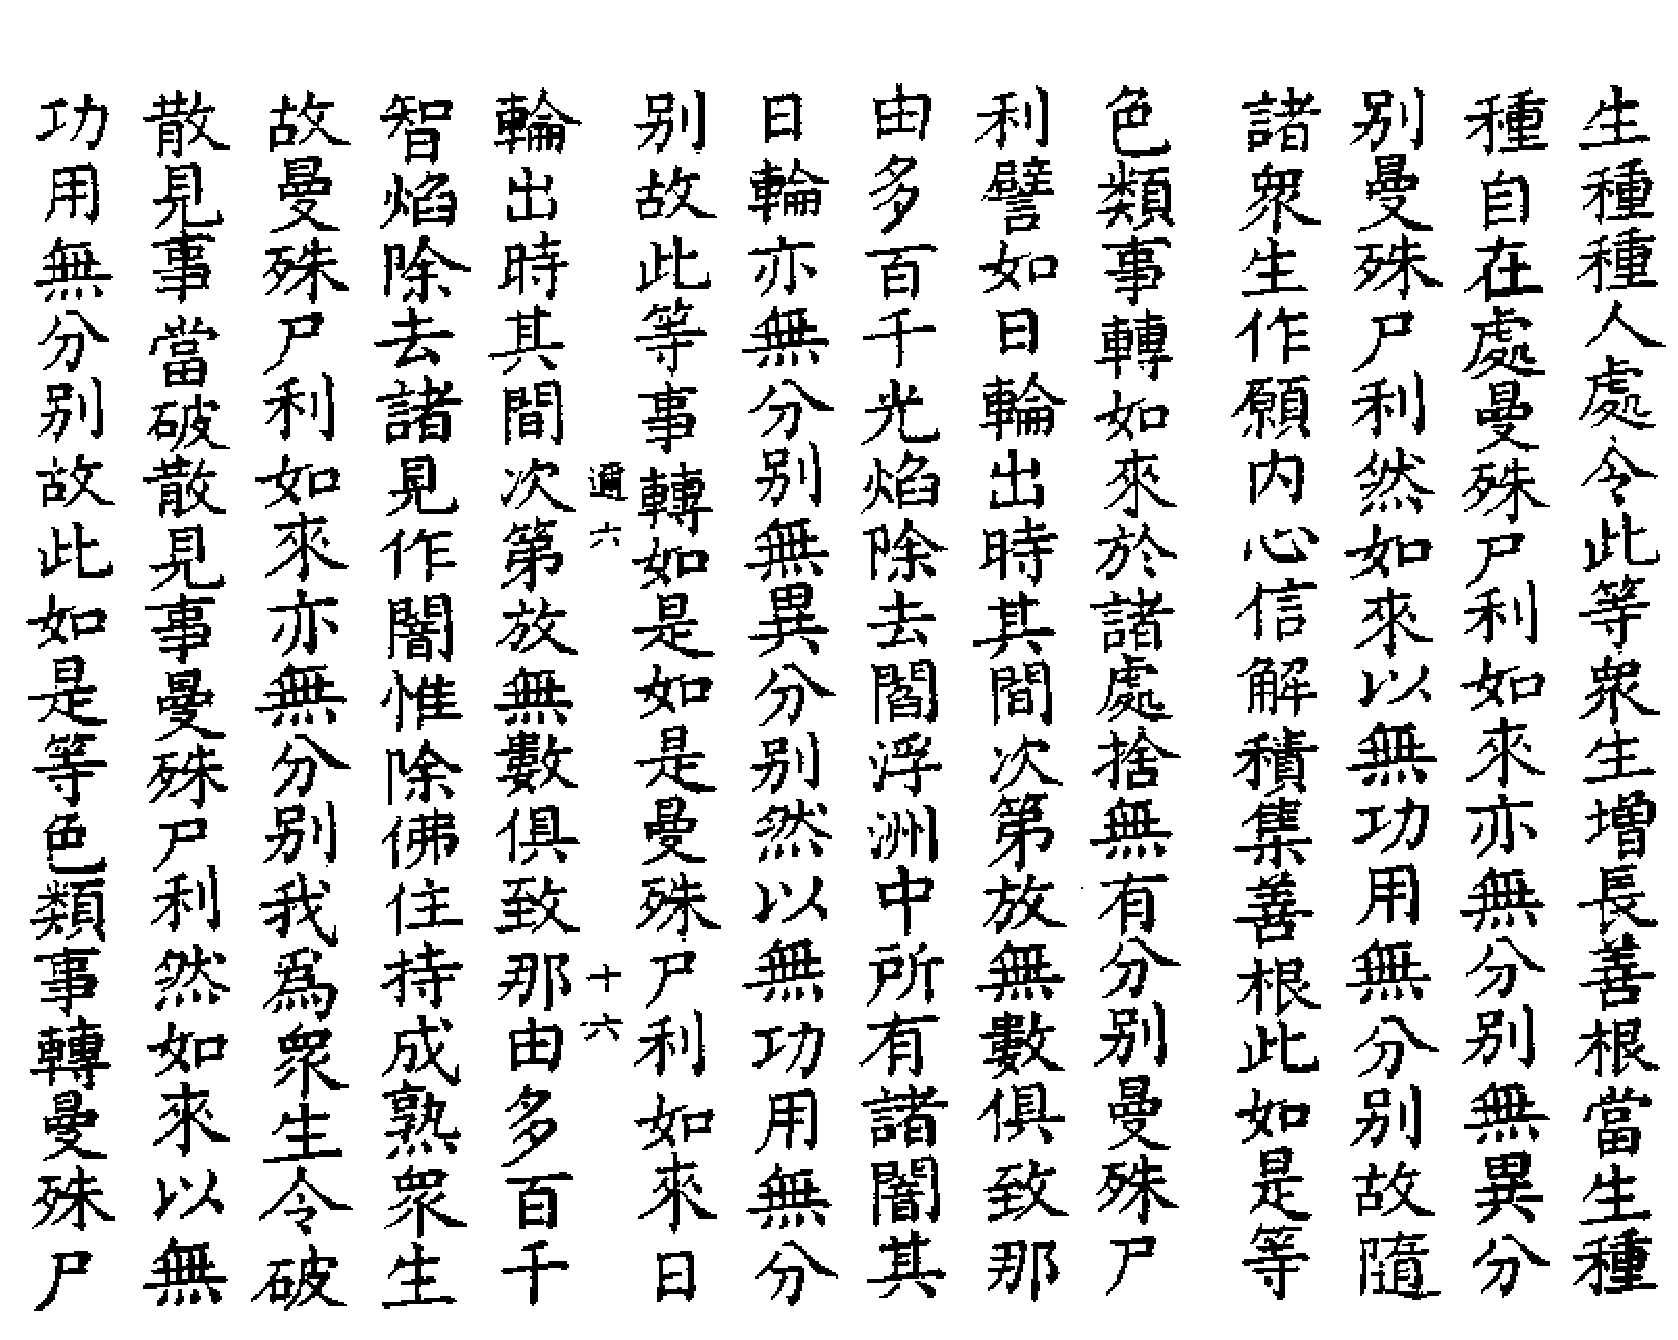 生種種人處令此等眾生增長善根當生種
種自在處曼殊尸利如來亦無分別無異分
別曼殊尸利然如來以無功用無分別故隨
諸眾生作願內心信解積集善根此如是等
色類事轉如來於諸處捨無有分別曼殊尸
利譬如日輪出時其間次第放無數俱致那
由多百千光焰除去閻浮洲中所有諸闇其
日輪亦無分別無異分別然以無功用無分
別故此等事轉如是如是曼殊尸利如來日
邇六 十六
輪出時其間次第放無數俱致那由多百千
智焰除去諸見作闇惟除佛住持成熟眾生
故曼殊尸利如來亦無分別我為眾生令破
散見事當破散見事曼殊尸利然如來以無
功用無分別故此如是等色類事轉曼殊尸